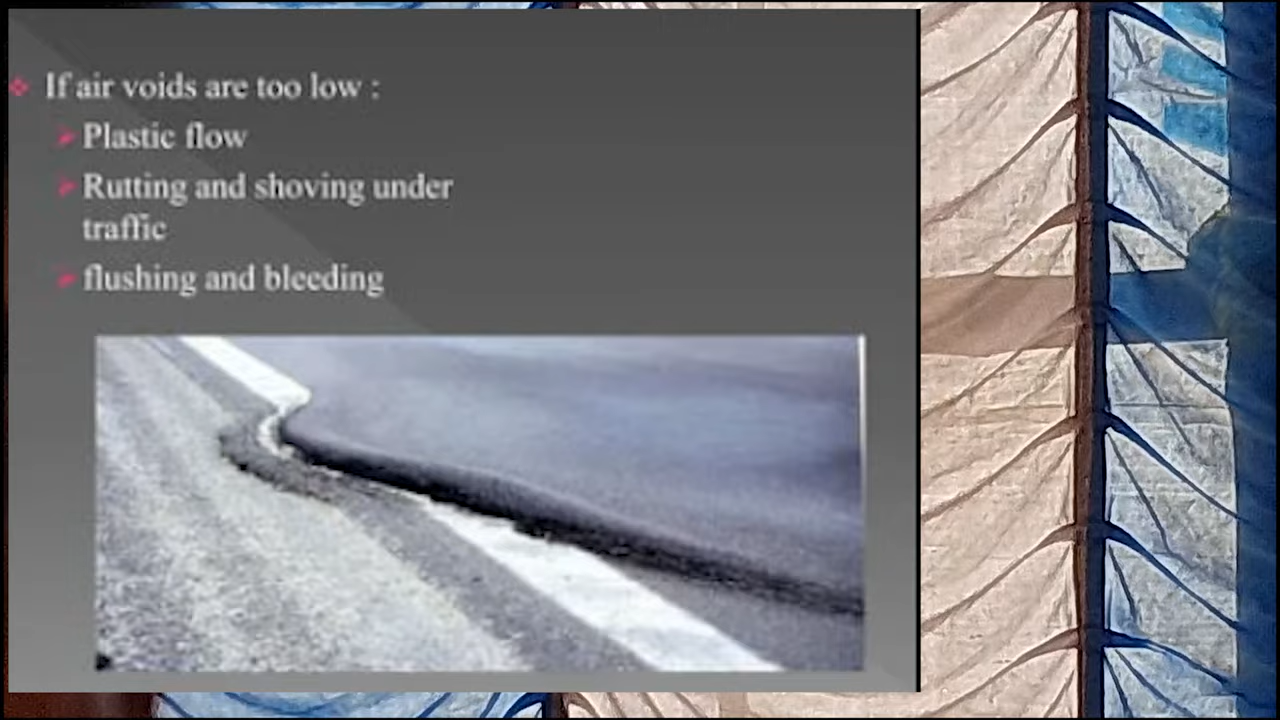 If air voids are too low :
Plastic flow
Rutting and shoving under
traffic
flushing and bleeding